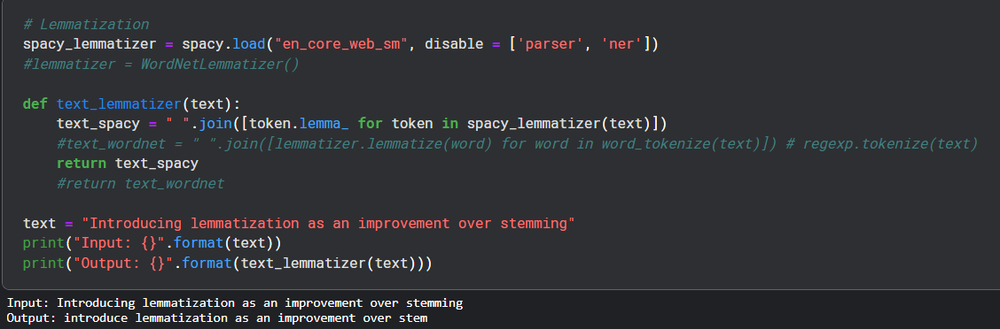 # Lemmatization
spacy_lemmatizer = spacy.load("en_core_web_sm", disable = ['parser', 'ner'])
#lemmatizer = WordNetLemmatizer()

def text_lemmatizer(text):
    text_spacy = " ".join([token.lemma_ for token in spacy_lemmatizer(text)])
    #text_wordnet = " ".join([lemmatizer.lemmatize(word) for word in word_tokenize(text)]) # regexp.tokenize(text)
    return text_spacy
    #return text_wordnet

text = "Introducing lemmatization as an improvement over stemming"
print("Input: {}".format(text))
print("Output: {}".format(text_lemmatizer(text)))
Input: Introducing lemmatization as an improvement over stemming
Output: introduce lemmatization as an improvement over stem